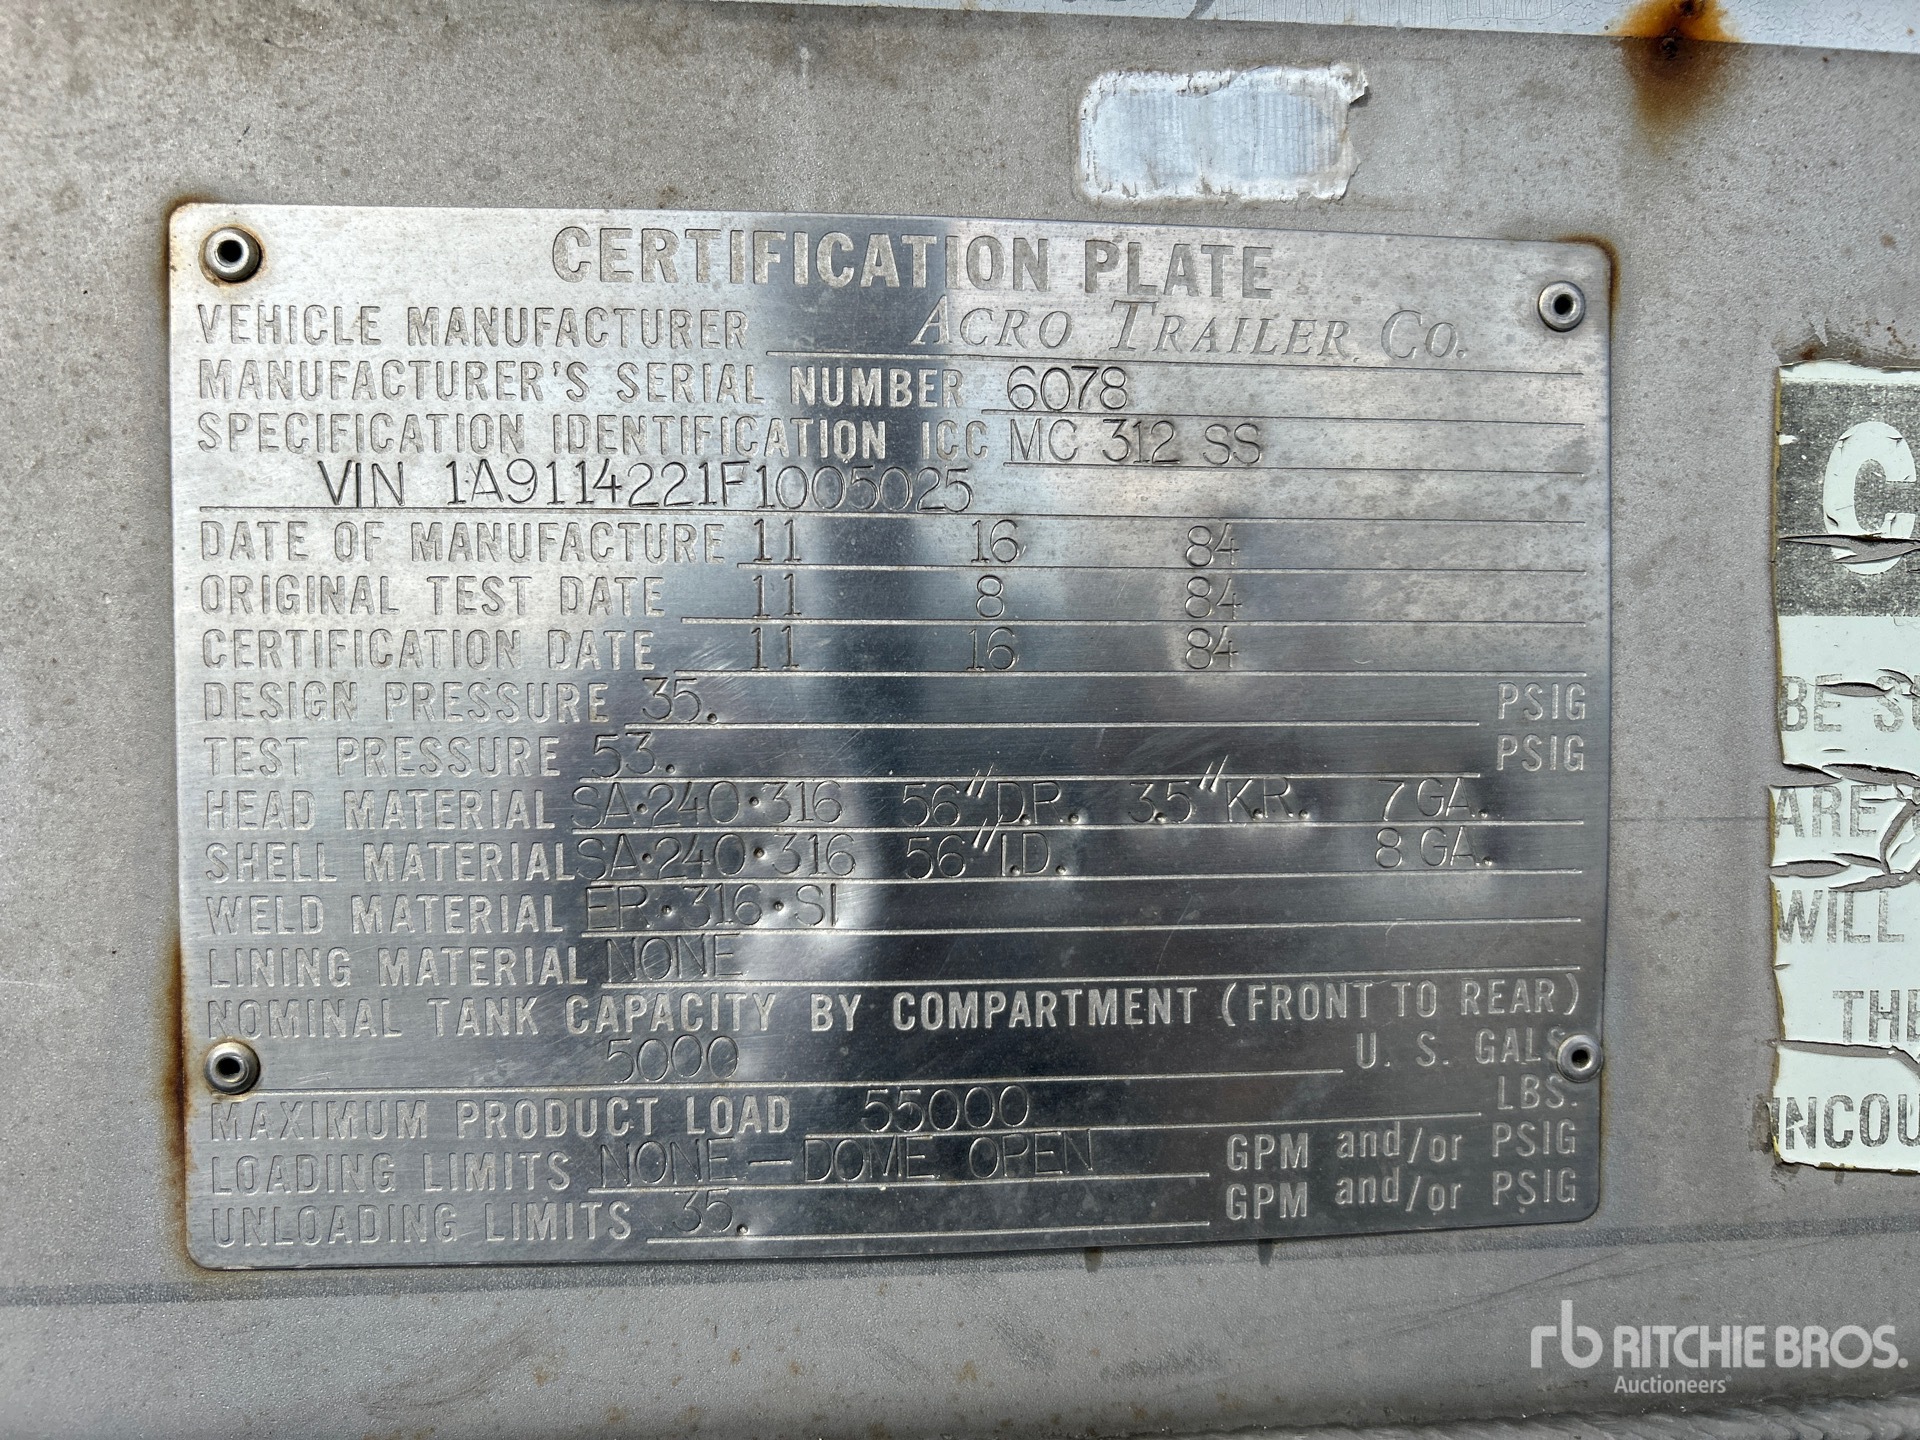 CERTIFICATION PLATE
VEHICLE MANUFACTURER ACRO TRAILER CO.
MANUFACTURER'S SERIAL NUMBER 6078
SPECIFICATION IDENTIFICATION ICC MC 312 SS
VIN 1A9114221F1005025
DATE OF MANUFACTURE 11 16 84
ORIGINAL TEST DATE 11 8 84
CERTIFICATION DATE 11 16 84
DESIGN PRESSURE 35. PSIG
TEST PRESSURE 53. PSIG
HEAD MATERIAL SA·240·316 56" D.R. 3.5" K.R. 7 GA.
SHELL MATERIAL SA·240·316 56" I.D. 8 GA.
WELD MATERIAL ER·316·SI
LINING MATERIAL NONE
NOMINAL TANK CAPACITY BY COMPARTMENT (FRONT TO REAR)
5000 U. S. GALS.
MAXIMUM PRODUCT LOAD 55000 LBS.
LOADING LIMITS NONE - DOME OPEN GPM and/or PSIG
UNLOADING LIMITS 35. GPM and/or PSIG
C
BE
ARE
WILL
THE
INCOU
rb RITCHIE BROS.
Auctioneers